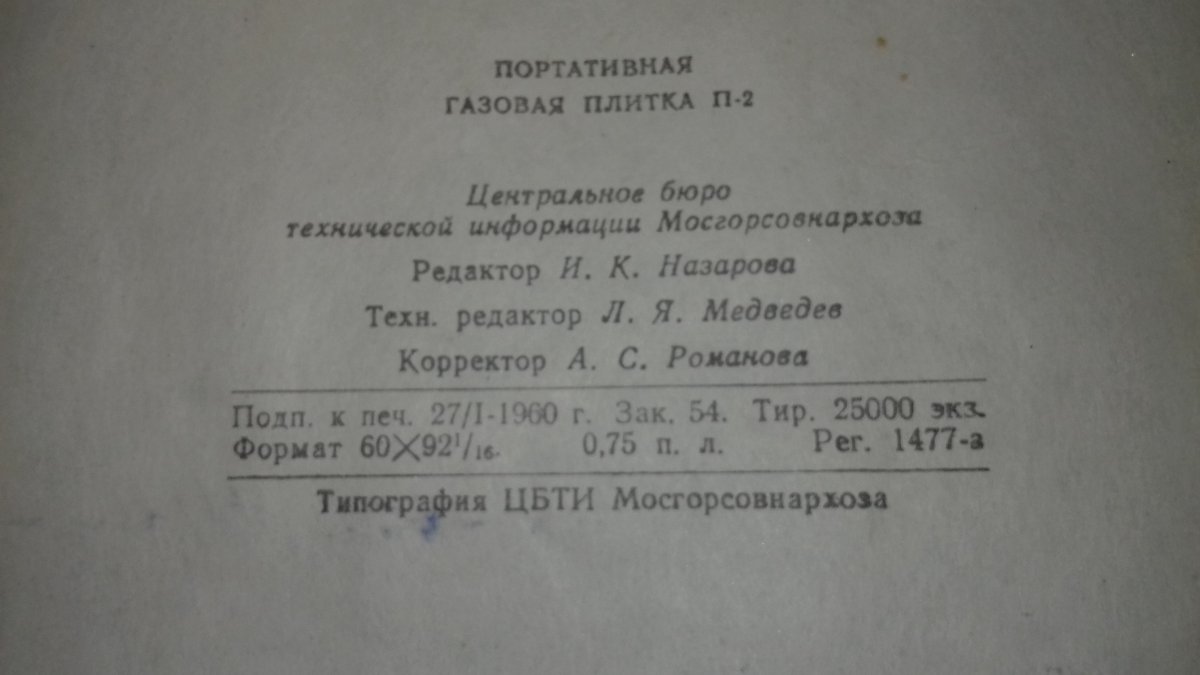 ПОРТАТИВНАЯ
ГАЗОВАЯ ПЛИТКА П-2
Центральное бюро
технической информации Мосгорсовнархоза
Редактор И. К. Назарова
Техн. редактор Л. Я. Медведев
Корректор А. С. Романова
Подп. к печ. 27/I-1960 г. Зак. 54. Тир. 25000 экз.
Формат 60×92¹/₁₆. 0,75 п. л. Рег. 1477-а
Типография ЦБТИ Мосгорсовнархоза